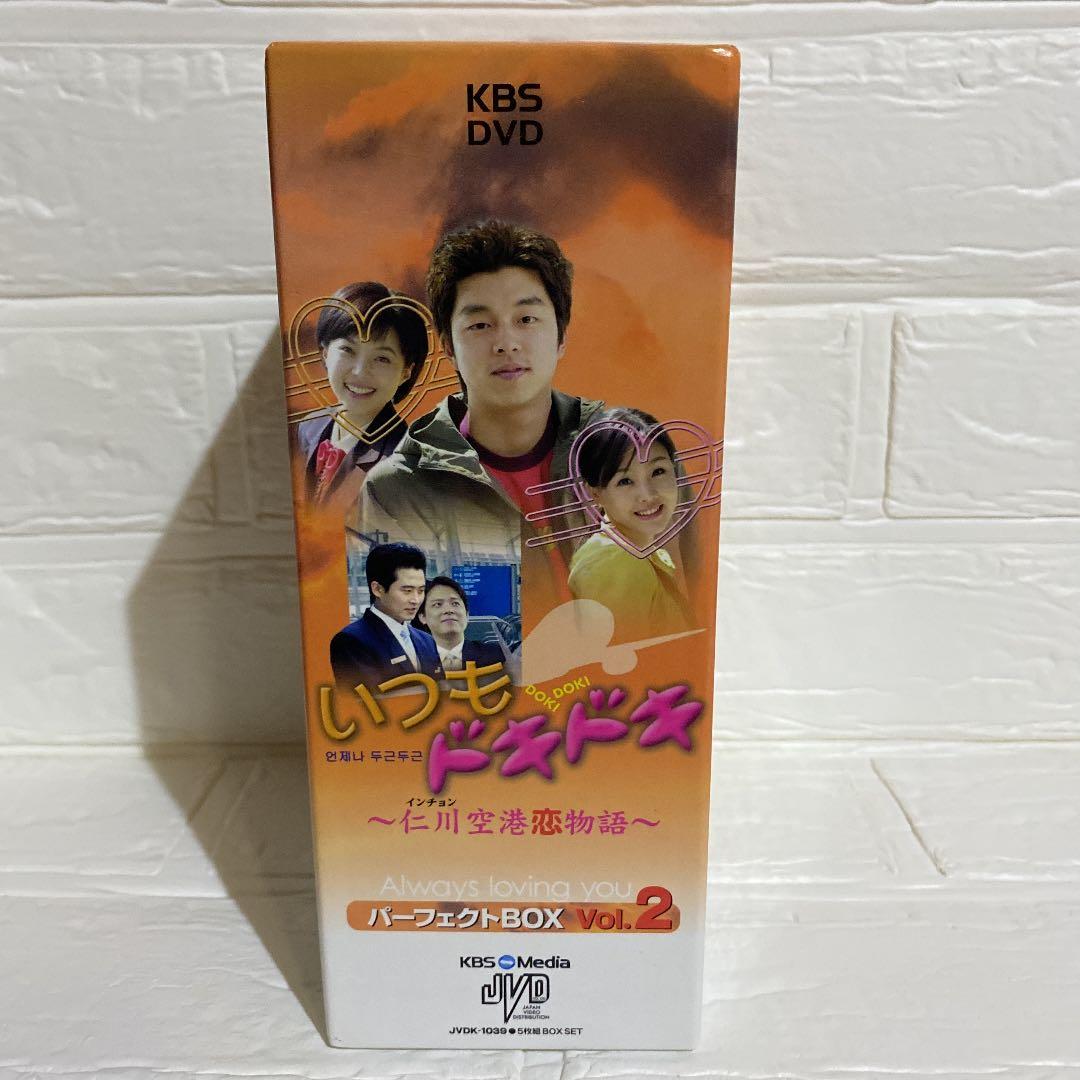 KBS
DVD
いつも
DOKI DOKI
ドキドキ
언제나 두근두근
インチョン
～仁川空港恋物語～
Always loving you
パーフェクトBOX Vol.2
KBS Media
JVD
JAPAN
VIDEO
DISTRIBUTION
JVDK-1039●5枚組 BOX SET